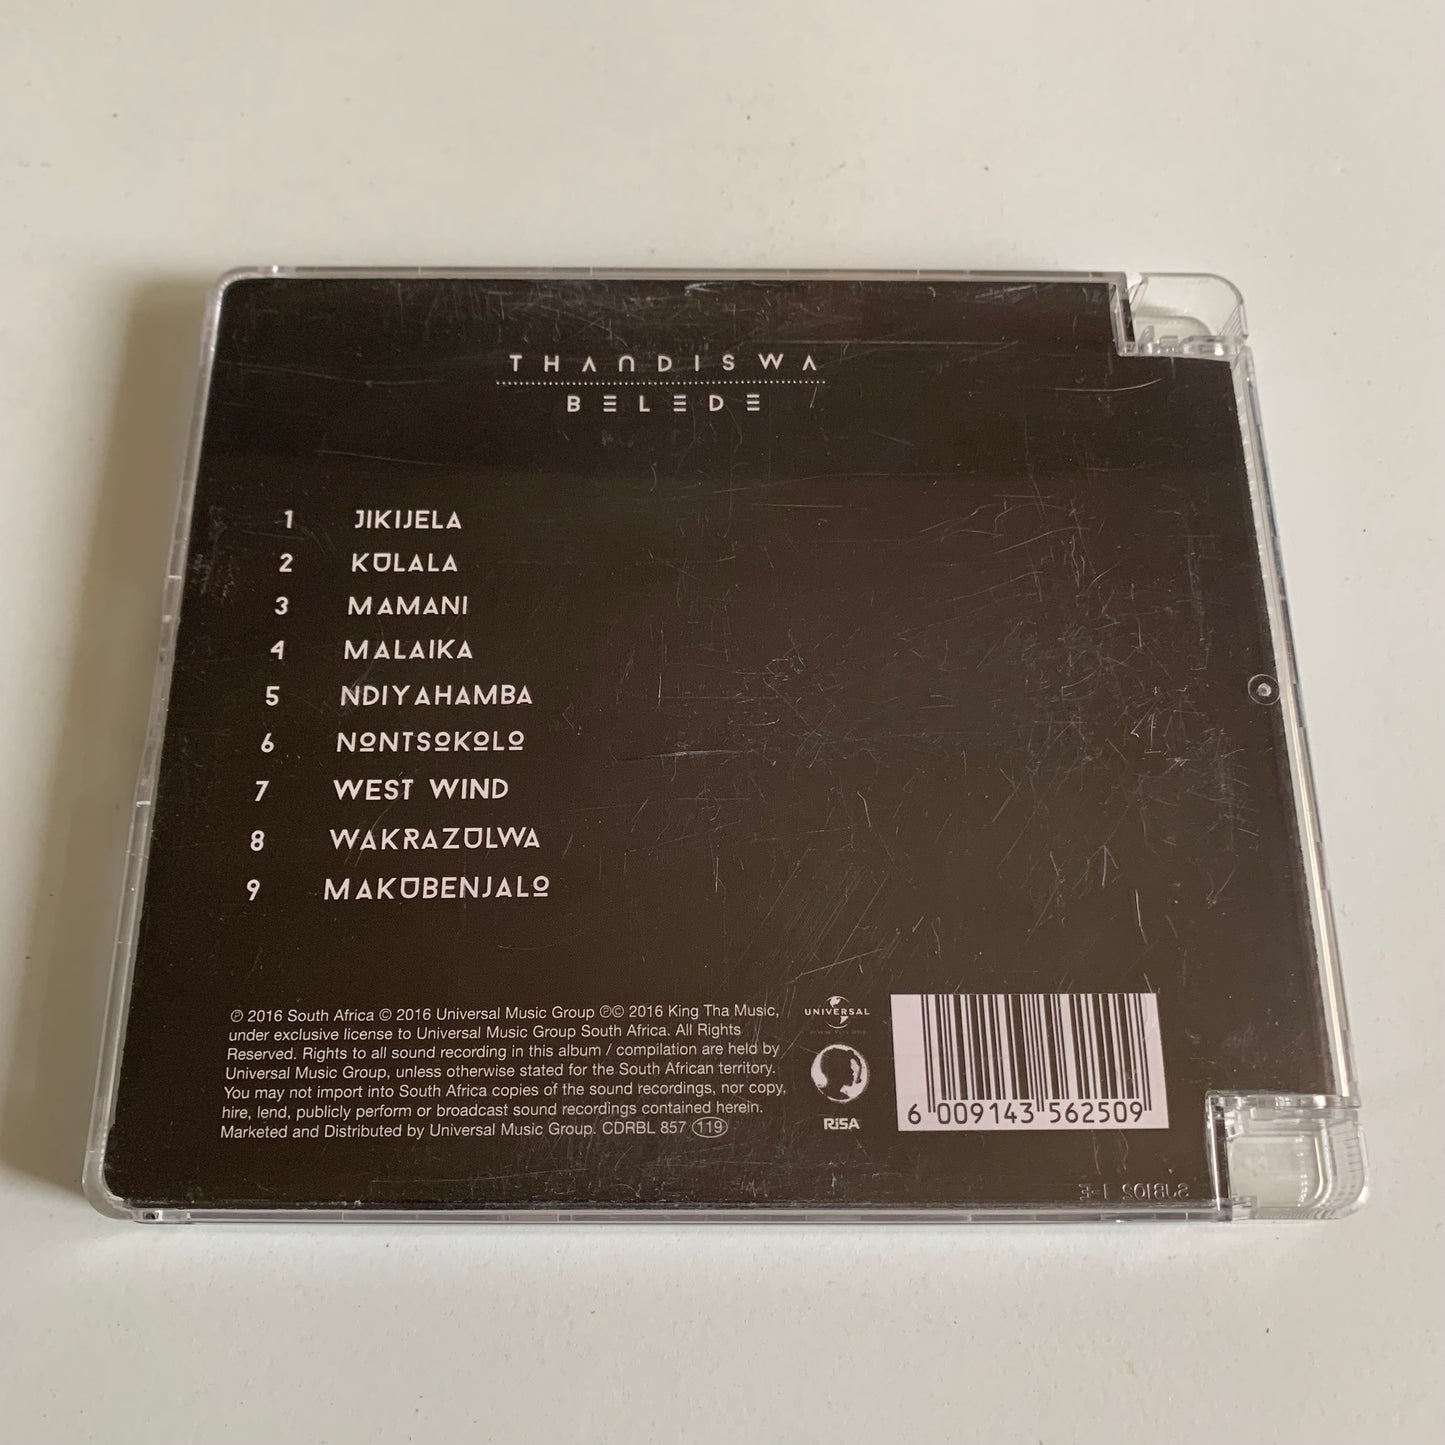 THANDISWA
BELEDE
1 JIKIJELA
2 KULALA
3 MAMANI
4 MALAIKA
5 NDIYAHAMBA
6 NONTSOKOLO
7 WEST WIND
8 WAKRAZULWA
9 MAKUBENJALO
℗ 2016 South Africa © 2016 Universal Music Group ℗© 2016 King Tha Music,
under exclusive license to Universal Music Group South Africa. All Rights
Reserved. Rights to all sound recording in this album / compilation are held by
Universal Music Group, unless otherwise stated for the South African territory.
You may not import into South Africa copies of the sound recordings, nor copy,
hire, lend, publicly perform or broadcast sound recordings contained herein.
Marketed and Distributed by Universal Music Group. CDRBL 857 119
UNIVERSAL
RiSA
6 009143 562509